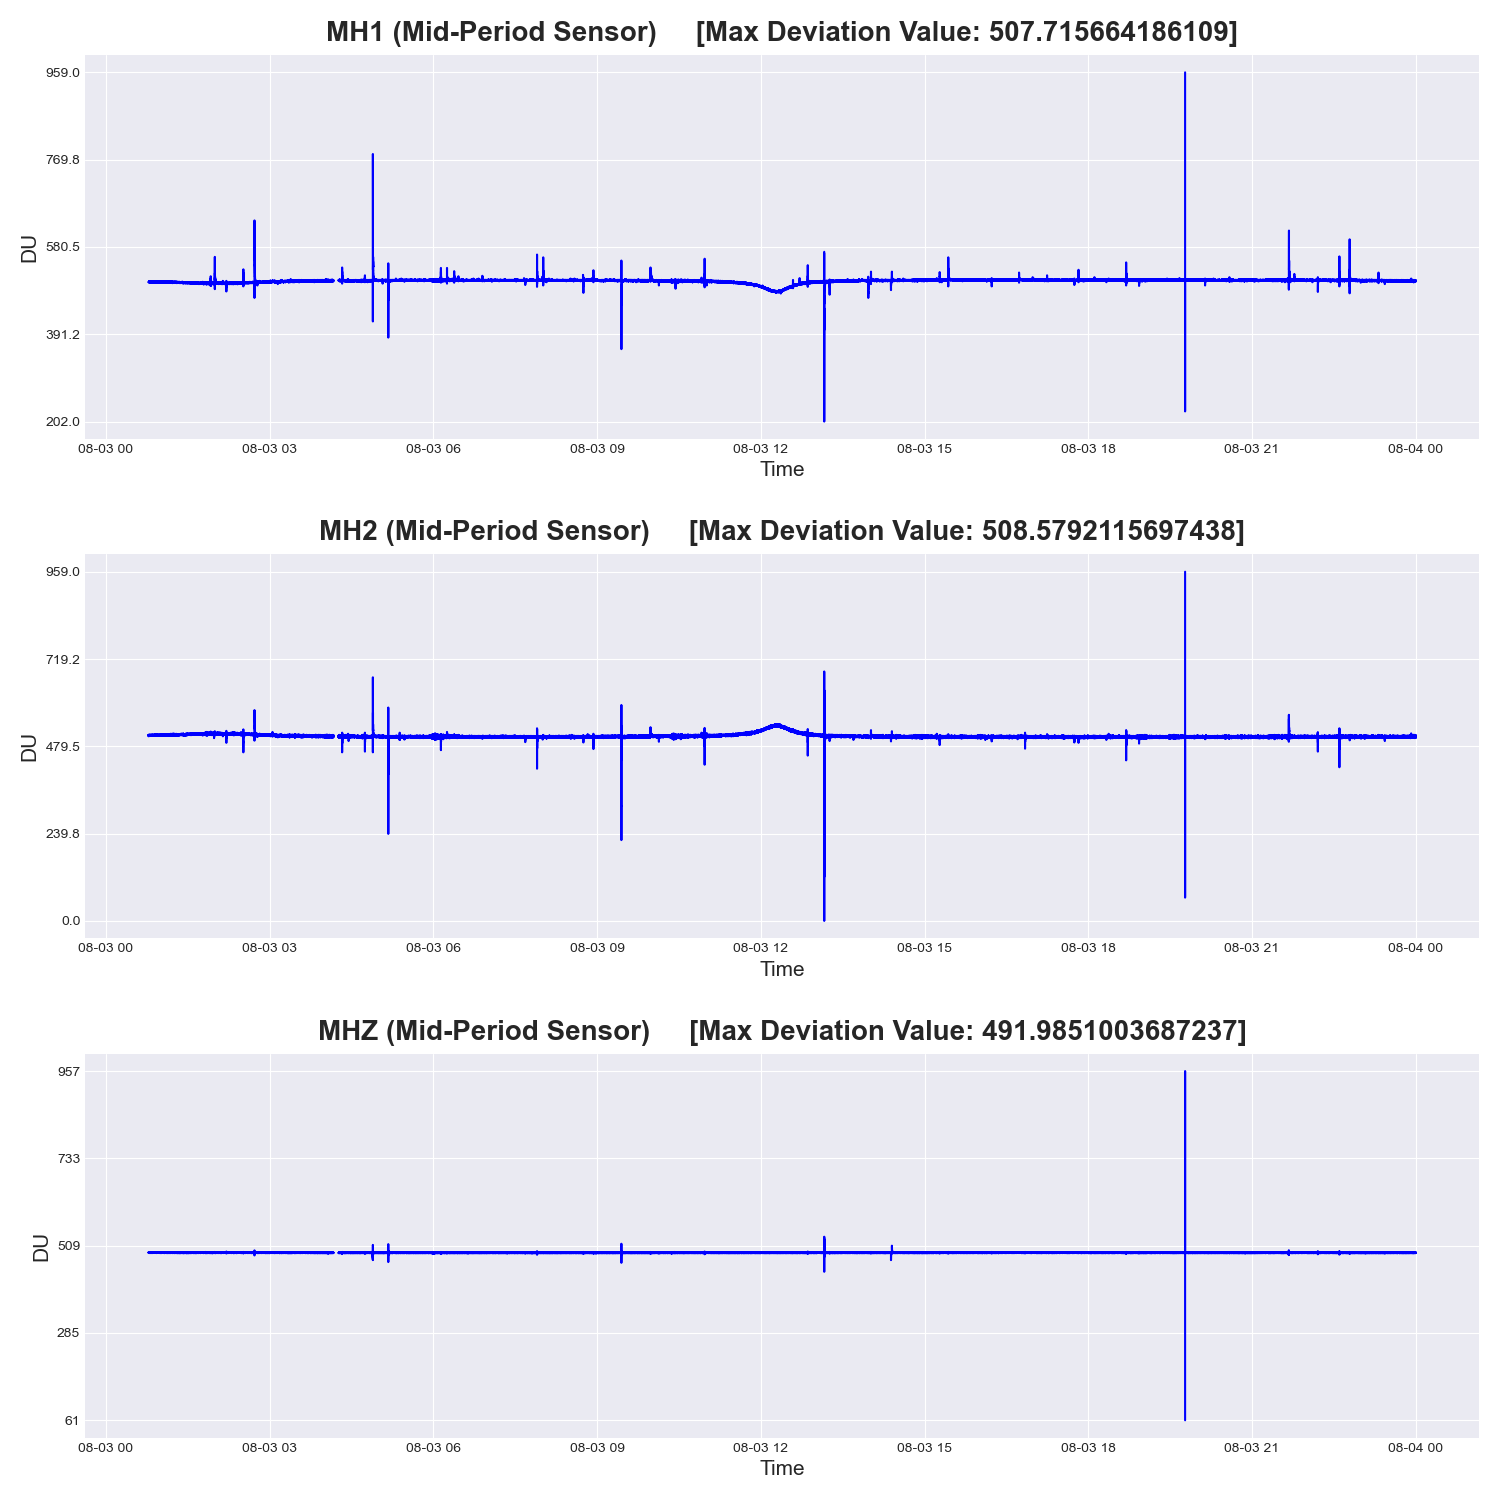 MH1 (Mid-Period Sensor) [Max Deviation Value: 507.715664186109]
959.0
769.8
580.5
391.2
202.0
DU
08-03 00 08-03 03 08-03 06 08-03 09 08-03 12 08-03 15 08-03 18 08-03 21 08-04 00
Time
MH2 (Mid-Period Sensor) [Max Deviation Value: 508.5792115697438]
959.0
719.2
479.5
239.8
0.0
DU
08-03 00 08-03 03 08-03 06 08-03 09 08-03 12 08-03 15 08-03 18 08-03 21 08-04 00
Time
MHZ (Mid-Period Sensor) [Max Deviation Value: 491.9851003687237]
957
733
509
285
61
DU
08-03 00 08-03 03 08-03 06 08-03 09 08-03 12 08-03 15 08-03 18 08-03 21 08-04 00
Time